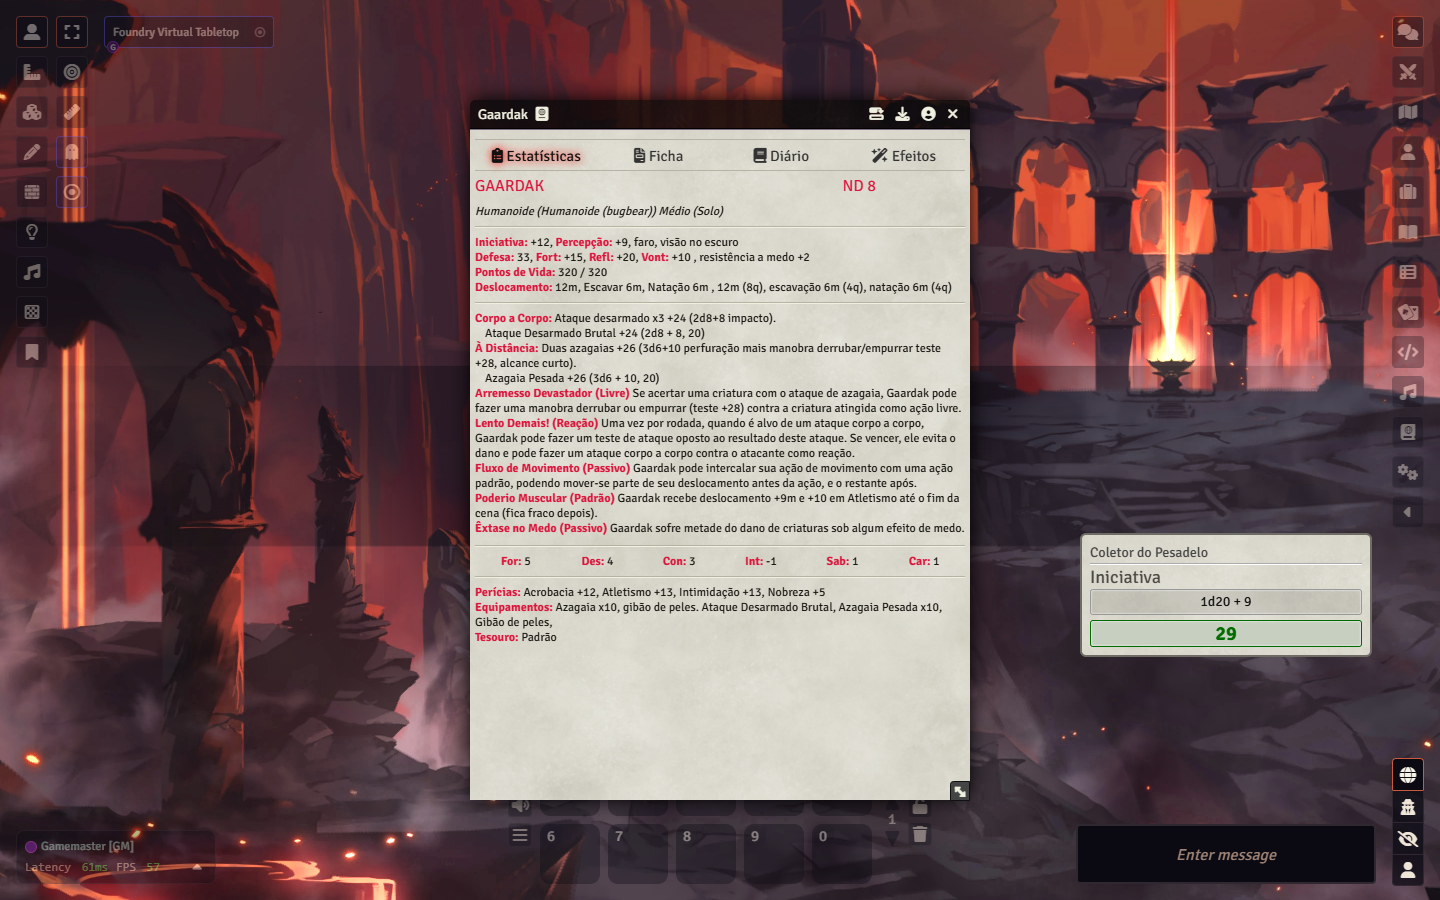 Foundry Virtual Tabletop
G
Gaardak
Estatísticas Ficha Diário Efeitos
GAARDAK ND 8
Humanoide (Humanoide (bugbear)) Médio (Solo)
Iniciativa: +12, Percepção: +9, faro, visão no escuro
Defesa: 33, Fort: +15, Refl: +20, Vont: +10 , resistência a medo +2
Pontos de Vida: 320 / 320
Deslocamento: 12m, Escavar 6m, Natação 6m , 12m (8q), escavação 6m (4q), natação 6m (4q)
Corpo a Corpo: Ataque desarmado x3 +24 (2d8+8 impacto).
Ataque Desarmado Brutal +24 (2d8 + 8, 20)
À Distância: Duas azagaias +26 (3d6+10 perfuração mais manobra derrubar/empurrar teste
+28, alcance curto).
Azagaia Pesada +26 (3d6 + 10, 20)
Arremesso Devastador (Livre) Se acertar uma criatura com o ataque de azagaia, Gaardak pode
fazer uma manobra derrubar ou empurrar (teste +28) contra a criatura atingida como ação livre.
Lento Demais! (Reação) Uma vez por rodada, quando é alvo de um ataque corpo a corpo,
Gaardak pode fazer um teste de ataque oposto ao resultado deste ataque. Se vencer, ele evita o
dano e pode fazer um ataque corpo a corpo contra o atacante como reação.
Fluxo de Movimento (Passivo) Gaardak pode intercalar sua ação de movimento com uma ação
padrão, podendo mover-se parte de seu deslocamento antes da ação, e o restante após.
Poderio Muscular (Padrão) Gaardak recebe deslocamento +9m e +10 em Atletismo até o fim da
cena (fica fraco depois).
Êxtase no Medo (Passivo) Gaardak sofre metade do dano de criaturas sob algum efeito de medo.
For: 5 Des: 4 Con: 3 Int: -1 Sab: 1 Car: 1
Perícias: Acrobacia +12, Atletismo +13, Intimidação +13, Nobreza +5
Equipamentos: Azagaia x10, gibão de peles. Ataque Desarmado Brutal, Azagaia Pesada x10,
Gibão de peles,
Tesouro: Padrão
Coletor do Pesadelo
Iniciativa
1d20 + 9
29
6 7 8 9 0 1
Gamemaster [GM]
Latency 61ms FPS 57
Enter message